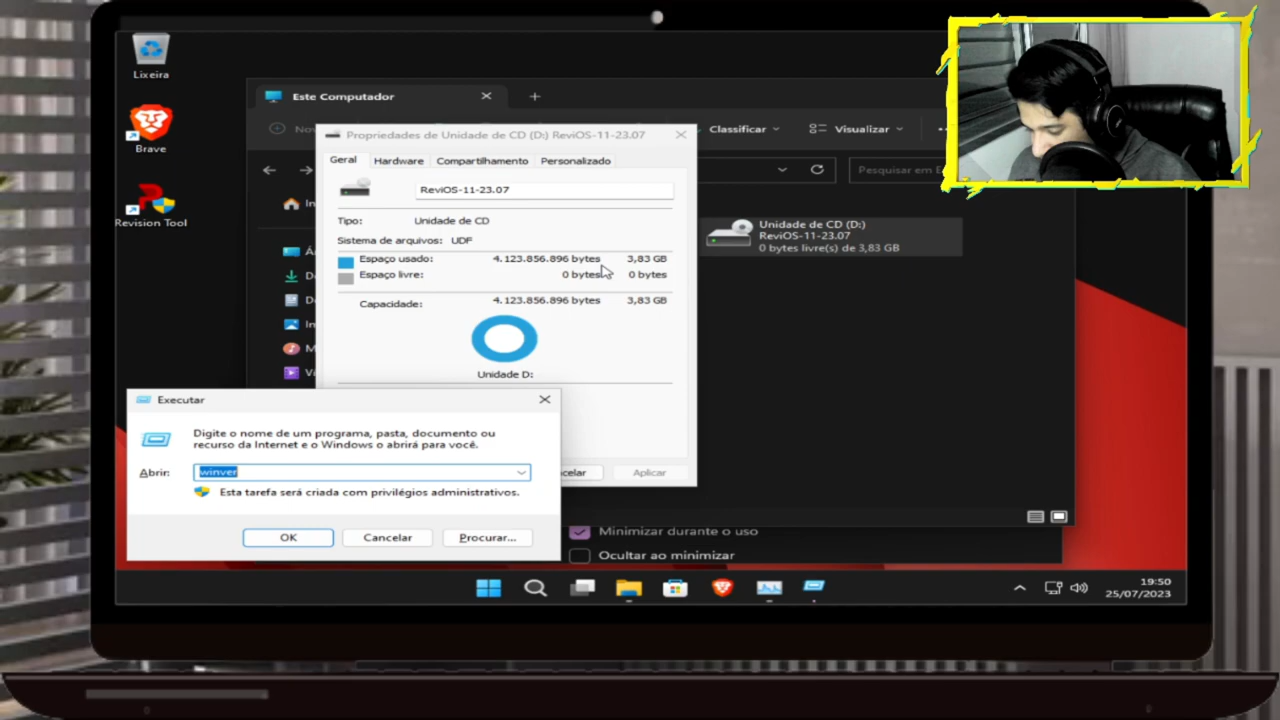 Lixeira
Brave
Revision Tool
Este Computador
Classificar
Visualizar
Pesquisar em
Propriedades de Unidade de CD (D:) ReviOS-11-23.07
Geral
Hardware
Compartilhamento
Personalizado
ReviOS-11-23.07
Tipo: Unidade de CD
Sistema de arquivos: UDF
Espaço usado: 4.123.856.896 bytes 3,83 GB
Espaço livre: 0 bytes 0 bytes
Capacidade: 4.123.856.896 bytes 3,83 GB
Unidade D:
Aplicar
Unidade de CD (D:)
ReviOS-11-23.07
0 bytes livre(s) de 3,83 GB
Executar
Digite o nome de um programa, pasta, documento ou
recurso da Internet e o Windows o abrirá para você.
Abrir: winver
Esta tarefa será criada com privilégios administrativos.
OK
Cancelar
Procurar...
Minimizar durante o uso
Ocultar ao minimizar
19:50
25/07/2023